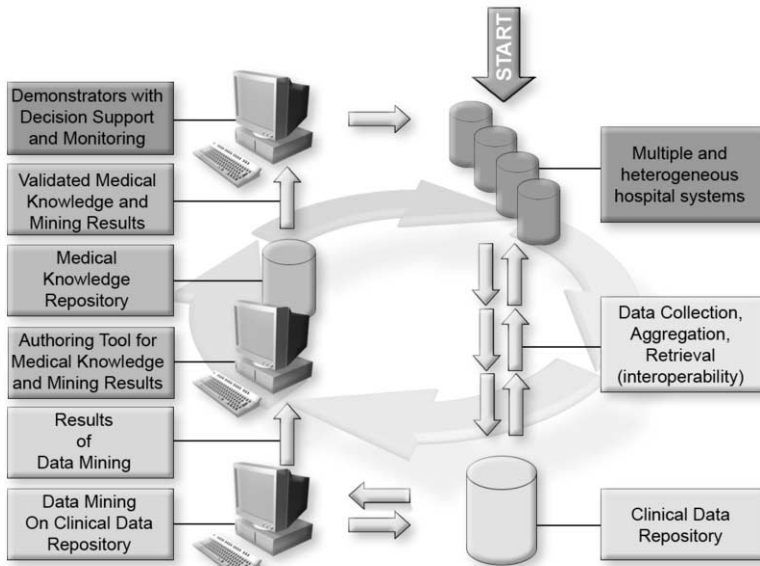 START
Demonstrators with
Decision Support
and Monitoring
Validated Medical
Knowledge and
Mining Results
Medical
Knowledge
Repository
Authoring Tool for
Medical Knowledge
and Mining Results
Results
of
Data Mining
Data Mining
On Clinical Data
Repository
Multiple and
heterogeneous
hospital systems
Data Collection,
Aggregation,
Retrieval
(interoperability)
Clinical Data
Repository